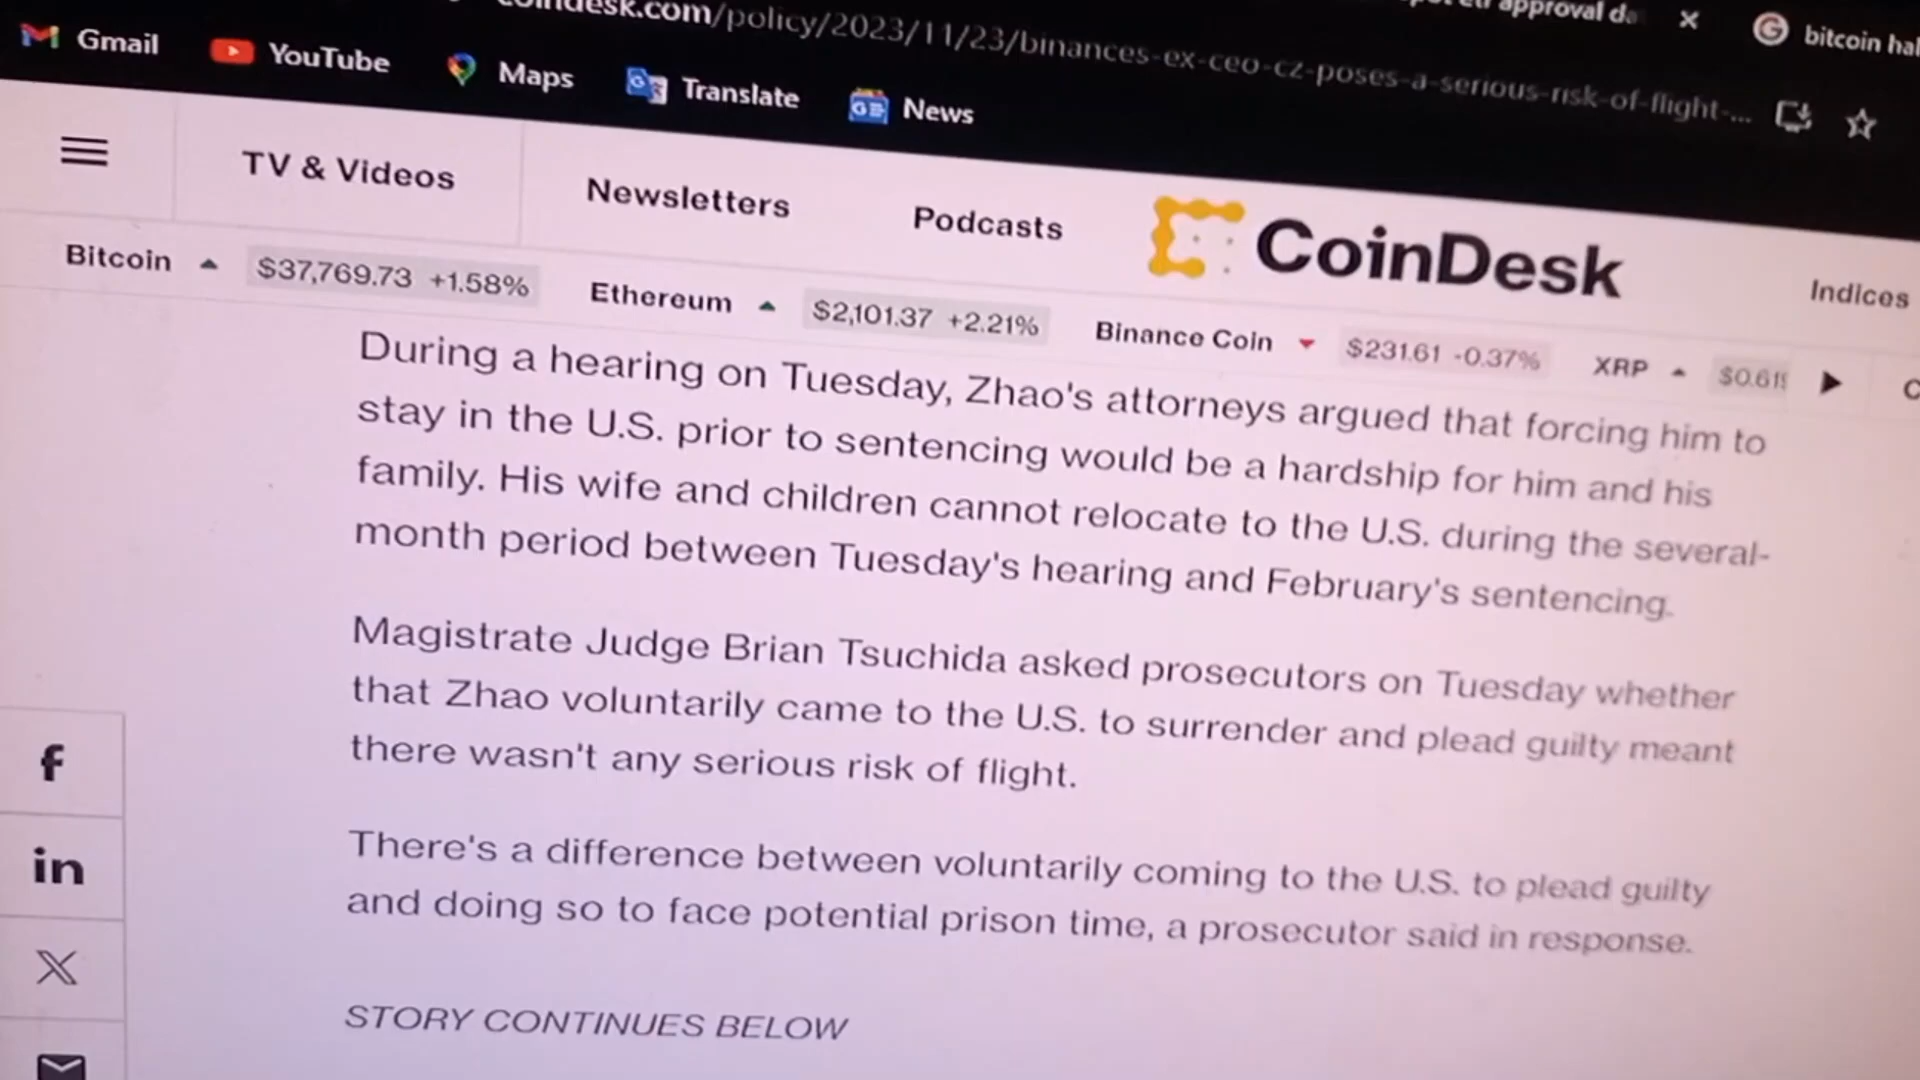 approval
bitcoin
coindesk.com/policy/2023/11/23/binances-ex-ceo-cz-poses-a-serious-risk-of-flight-...
Gmail
YouTube
Maps
Translate
News
TV & Videos
Newsletters
Podcasts
CoinDesk
Indices
Bitcoin $37,769.73 +1.58%
Ethereum $2,101.37 +2.21%
Binance Coin $231.61 -0.37%
XRP
During a hearing on Tuesday, Zhao's attorneys argued that forcing him to
stay in the U.S. prior to sentencing would be a hardship for him and his
family. His wife and children cannot relocate to the U.S. during the several-
month period between Tuesday's hearing and February's sentencing.
Magistrate Judge Brian Tsuchida asked prosecutors on Tuesday whether
that Zhao voluntarily came to the U.S. to surrender and plead guilty meant
there wasn't any serious risk of flight.
There's a difference between voluntarily coming to the U.S. to plead guilty
and doing so to face potential prison time, a prosecutor said in response.
STORY CONTINUES BELOW
f
in
X